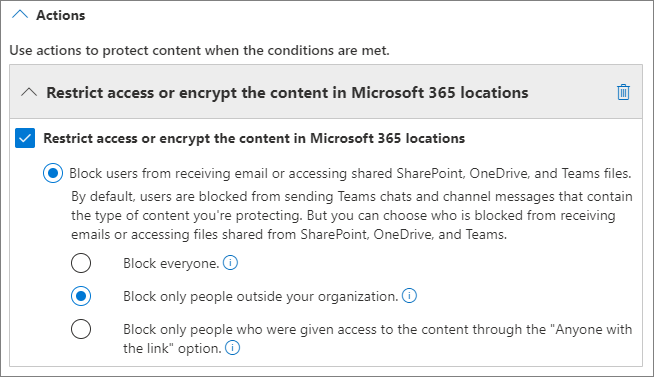 Actions
Use actions to protect content when the conditions are met.
Restrict access or encrypt the content in Microsoft 365 locations
Restrict access or encrypt the content in Microsoft 365 locations
Block users from receiving email or accessing shared SharePoint, OneDrive, and Teams files.
By default, users are blocked from sending Teams chats and channel messages that contain
the type of content you're protecting. But you can choose who is blocked from receiving
emails or accessing files shared from SharePoint, OneDrive, and Teams.
Block everyone.
Block only people outside your organization.
Block only people who were given access to the content through the "Anyone with
the link" option.